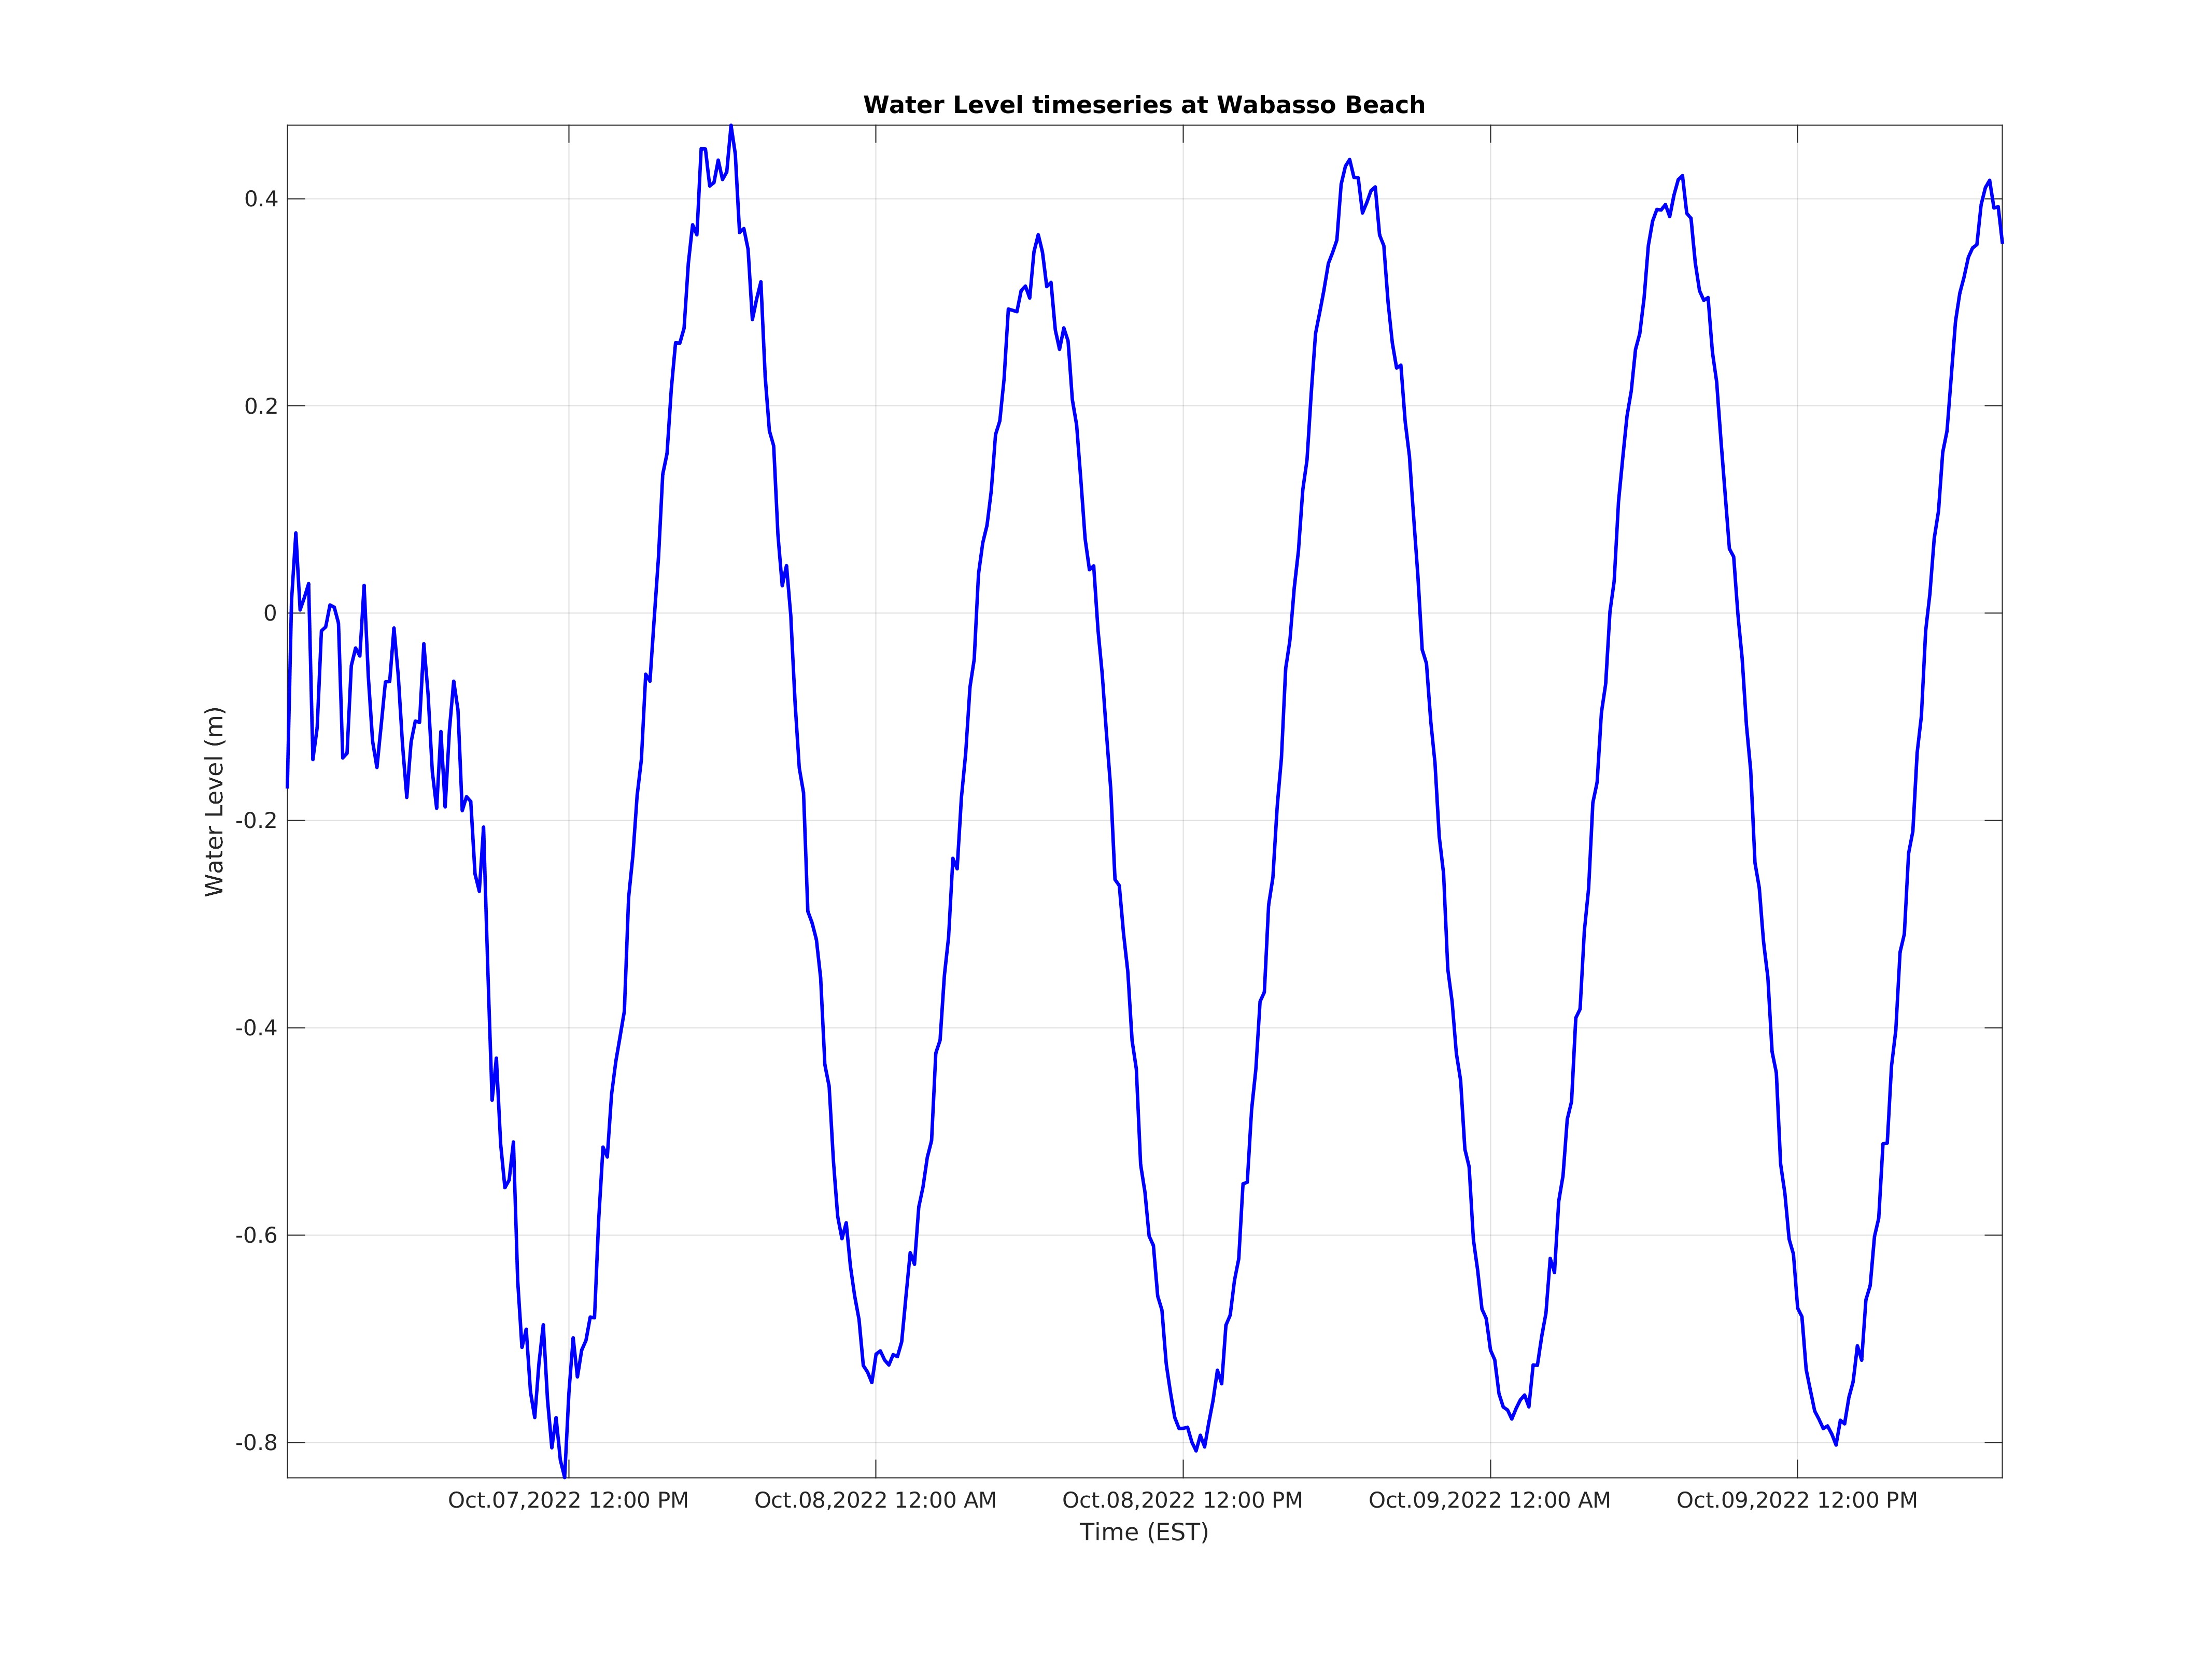 Water Level timeseries at Wabasso Beach
0.4
0.2
0
-0.2
-0.4
-0.6
-0.8
Water Level (m)
Oct.07,2022 12:00 PM
Oct.08,2022 12:00 AM
Oct.08,2022 12:00 PM
Oct.09,2022 12:00 AM
Oct.09,2022 12:00 PM
Time (EST)